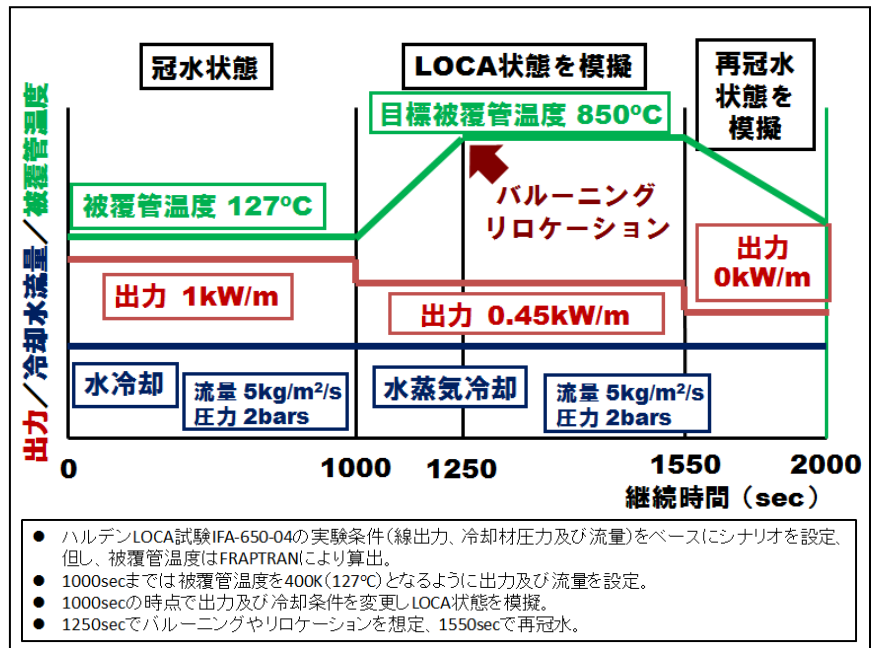 冠水状態
LOCA状態を模擬
再冠水
状態を
模擬
目標被覆管温度 850℃
被覆管温度 127℃
バルーニング
リロケーション
出力 1kW/m
出力 0.45kW/m
出力
0kW/m
水冷却
流量 5kg/m²/s
圧力 2bars
水蒸気冷却
流量 5kg/m²/s
圧力 2bars
出力/冷却水流量/被覆管温度
0
1000
1250
1550
2000
継続時間(sec)
● ハルデンLOCA試験IFA-650-04の実験条件(線出力、冷却材圧力及び流量)をベースにシナリオを設定、
但し、被覆管温度はFRAPTRANにより算出。
● 1000secまでは被覆管温度を400K(127℃)となるように出力及び流量を設定。
● 1000secの時点で出力及び冷却条件を変更しLOCA状態を模擬。
● 1250secでバルーニングやリロケーションを想定、1550secで再冠水。